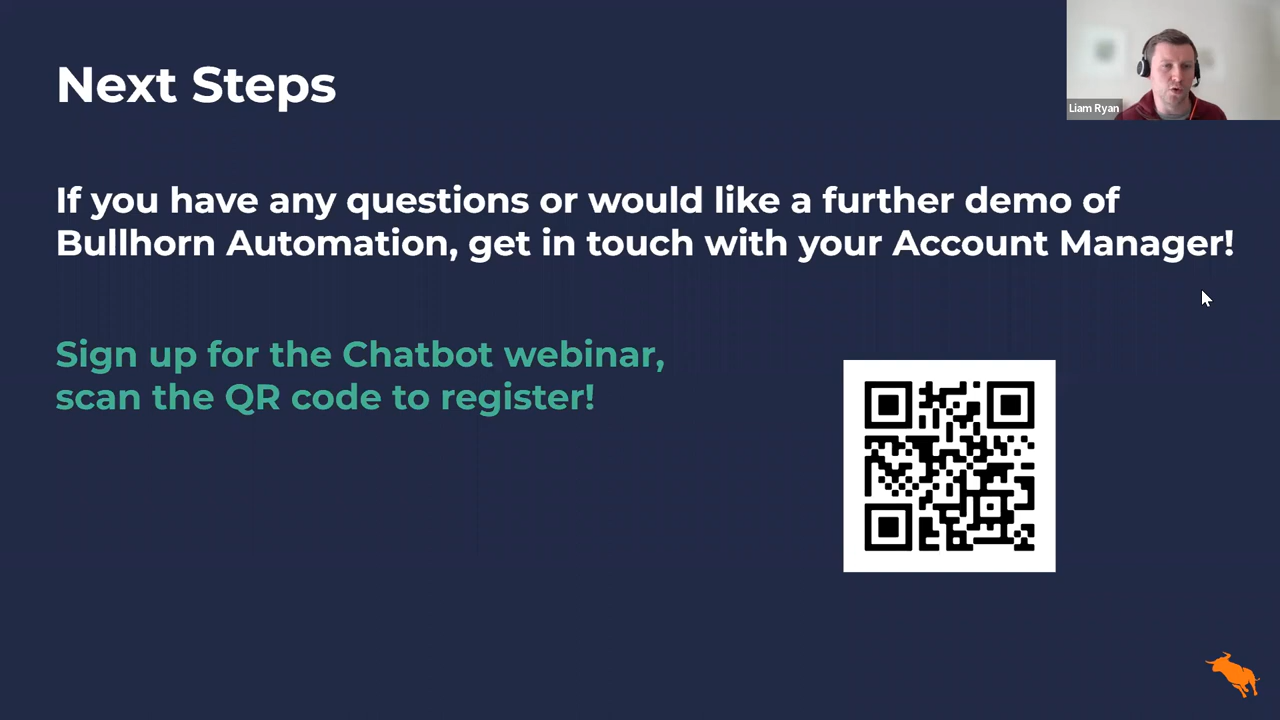 Next Steps
Liam Ryan
If you have any questions or would like a further demo of
Bullhorn Automation, get in touch with your Account Manager!
Sign up for the Chatbot webinar,
scan the QR code to register!